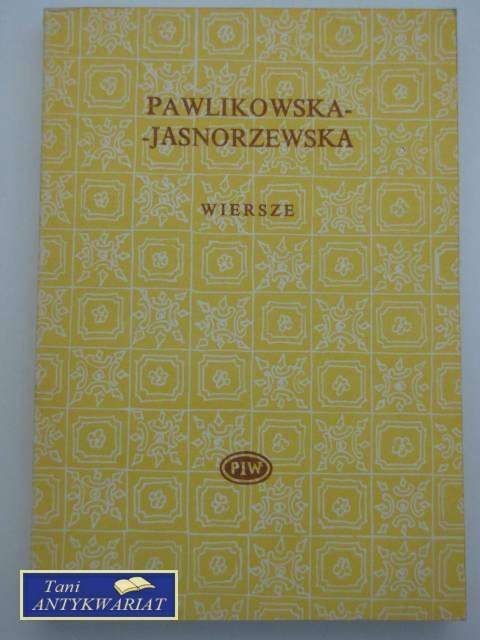 PAWLIKOWSKA-
-JASNORZEWSKA
WIERSZE
PIW
Tani
ANTYKWARIAT